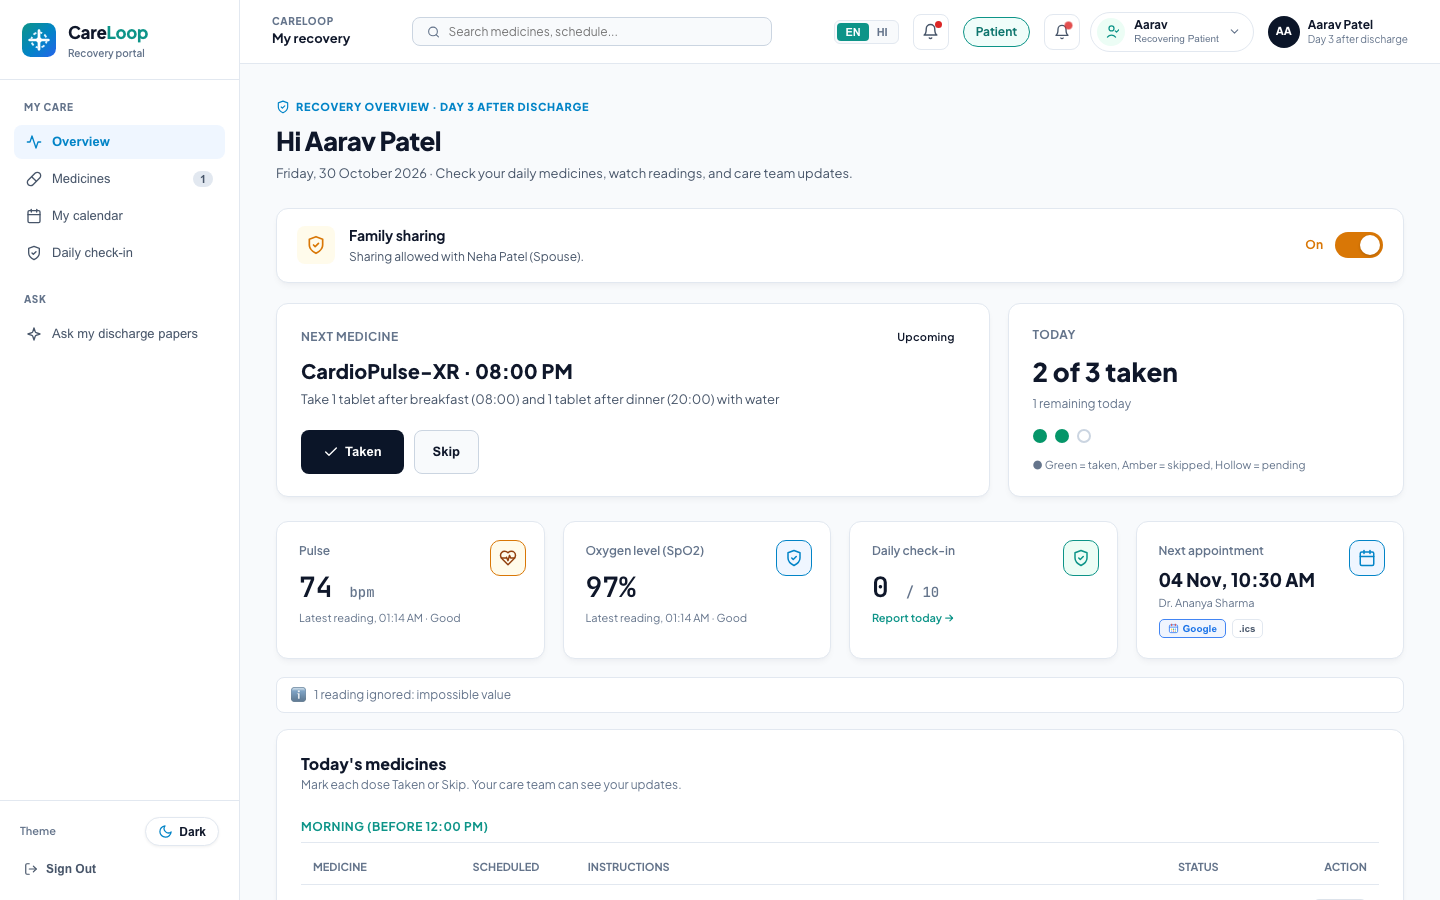 CareLoop
Recovery portal
MY CARE
Overview
Medicines 1
My calendar
Daily check-in
ASK
Ask my discharge papers
Theme
Dark
Sign Out
CARELOOP
My recovery
Search medicines, schedule...
EN HI
Patient
Aarav
Recovering Patient
AA
Aarav Patel
Day 3 after discharge
RECOVERY OVERVIEW · DAY 3 AFTER DISCHARGE
Hi Aarav Patel
Friday, 30 October 2026 · Check your daily medicines, watch readings, and care team updates.
Family sharing
Sharing allowed with Neha Patel (Spouse).
On
NEXT MEDICINE
Upcoming
CardioPulse-XR · 08:00 PM
Take 1 tablet after breakfast (08:00) and 1 tablet after dinner (20:00) with water
Taken
Skip
TODAY
2 of 3 taken
1 remaining today
Green = taken, Amber = skipped, Hollow = pending
Pulse
74 bpm
Latest reading, 01:14 AM · Good
Oxygen level (SpO2)
97%
Latest reading, 01:14 AM · Good
Daily check-in
0 / 10
Report today →
Next appointment
04 Nov, 10:30 AM
Dr. Ananya Sharma
Google
.ics
1 reading ignored: impossible value
Today's medicines
Mark each dose Taken or Skip. Your care team can see your updates.
MORNING (BEFORE 12:00 PM)
MEDICINE SCHEDULED INSTRUCTIONS STATUS ACTION